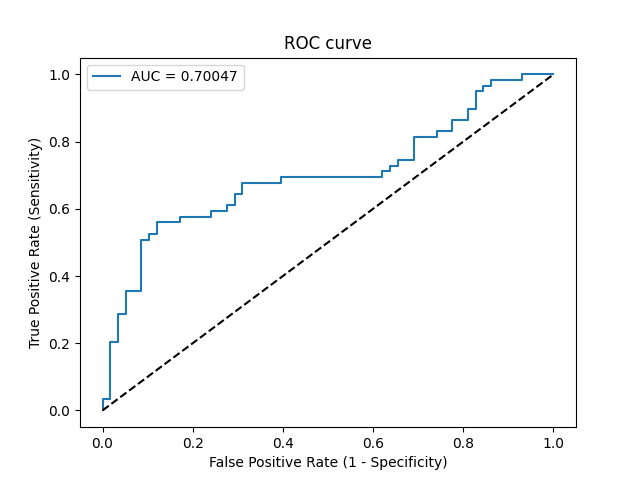 ROC curve
AUC = 0.70047
True Positive Rate (Sensitivity)
1.0
0.8
0.6
0.4
0.2
0.0
0.0 0.2 0.4 0.6 0.8 1.0
False Positive Rate (1 - Specificity)